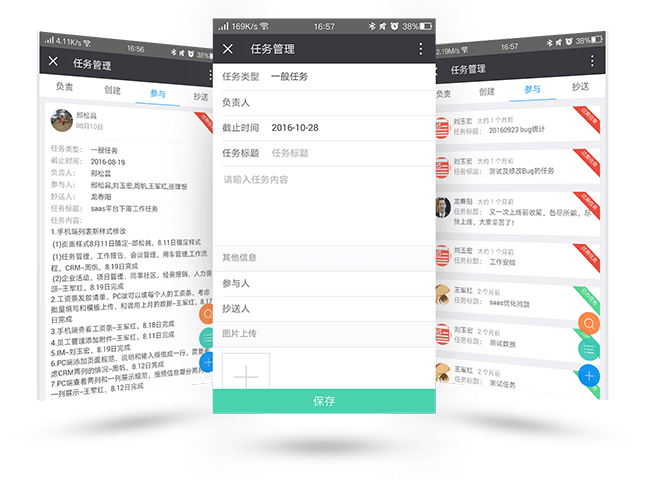 4.11K/s 16:56 38%
任务管理
负责 创建 参与 抄送
邢松昌
08月10日
任务类型： 一般任务
截止时间： 2016-08-19
负责人： 邢松昌
参与人： 邢松昌,刘玉宏,周帆,王军红,张理想
抄送人： 龙春阳
任务标题： saas平台下周工作任务
任务内容：
1.手机端列表新样式修改
(1)页面样式8月11日确定--邢松昌，8.11日确定样式
(1)任务管理，工作报告，会议管理，用车管理,工作流
程，CRM--周帆，8.19日完成
(2)企业活动，项目管理，同事社区，经费报销，人力资
源--王军红，8.19日完成
2.工资条发放清单，PC端可以填每个人的工资条，考虑
批量填写和模板上传，和调用上月的数据--王军红，8.17
日完成
3.手机端查看工资条--王军红，8.18日完成
4.员工管理添加附件--王军红，8.11日完成
5.IM--刘玉宏，8.19日完成
6.PC端添加页面规范，说明和输入框做成一行，需要考
虑CRM两列的情况--周帆，8.12日完成
7.PC端查看两列和一列展示规范，按照信息量分两列
一列展示--王军红，8.12日完成
169K/s 16:57 38%
任务管理
任务类型 一般任务
负责人
截止时间 2016-10-28
任务标题 任务标题
请输入任务内容
其他信息
参与人
抄送人
图片上传
保存
2.19M/s 16:57 38%
任务管理
负责 创建 参与 抄送
刘玉宏 大约 1 个月前
任务标题： 20160923 bug统计
刘玉宏 大约 1 个月前
任务标题： 测试及修改Bug的任务
龙春阳 大约 1 个月前
任务标题： 又一次上线前收尾，各尽所能，尽
快上线，大家辛苦了！
刘玉宏 大约 1 个月前
任务标题： 工作安排
王军红 2 个月前
任务标题： saas优化问题
刘玉宏 2 个月前
任务标题： 测试数据
王军红 2 个月前
任务标题： 测试任务